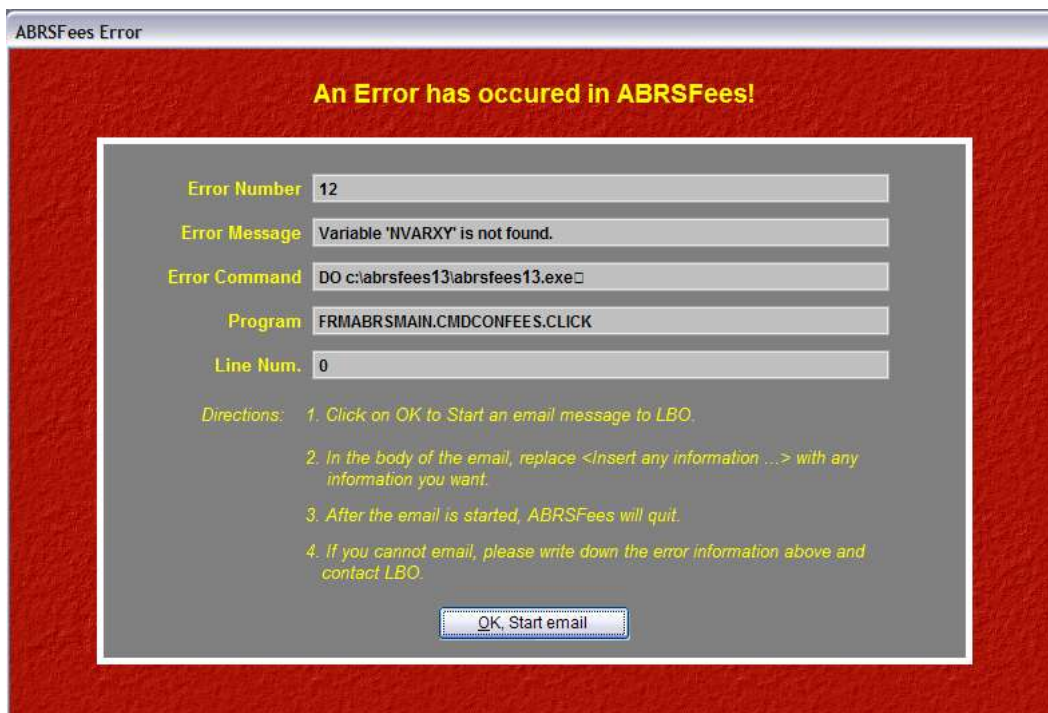 ABRSFees Error
An Error has occured in ABRSFees!
Error Number 12
Error Message Variable 'NVARXY' is not found.
Error Command DO c:\abrsfees13\abrsfees13.exe□
Program FRMABRSMAIN.CMDCONFEES.CLICK
Line Num. 0
Directions: 1. Click on OK to Start an email message to LBO.
2. In the body of the email, replace <Insert any information ...> with any
information you want.
3. After the email is started, ABRSFees will quit.
4. If you cannot email, please write down the error information above and
contact LBO.
OK, Start email